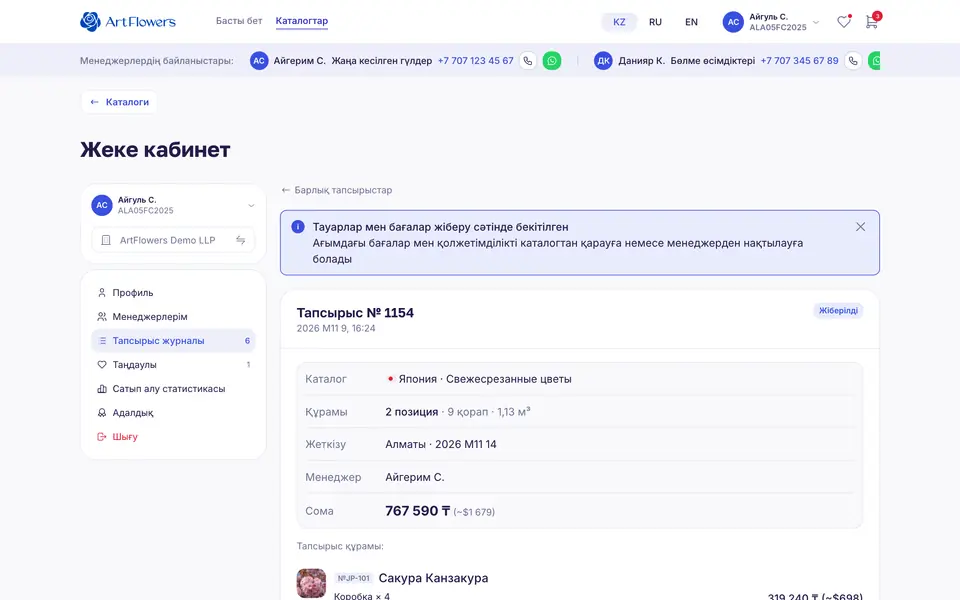 ArtFlowers
Басты бет
Каталогтар
KZ
RU
EN
АС
Айгуль С.
ALA05FC2025
3
Менеджерлердің байланыстары:
АС Айгерим С. Жаңа кесілген гүлдер +7 707 123 45 67
ДК Данияр К. Бөлме өсімдіктері +7 707 345 67 89
← Каталоги
Жеке кабинет
АС
Айгуль С.
ALA05FC2025
ArtFlowers Demo LLP
Профиль
Менеджерлерім
Тапсырыс журналы 6
Таңдаулы 1
Сатып алу статистикасы
Адалдық
Шығу
← Барлық тапсырыстар
i Тауарлар мен бағалар жіберу сәтінде бекітілген
Ағымдағы бағалар мен қолжетімділікті каталогтан қарауға немесе менеджерден нақтылауға
болады
Тапсырыс № 1154
Жіберілді
2026 M11 9, 16:24
Каталог Япония · Свежесрезанные цветы
Құрамы 2 позиция · 9 қорап · 1,13 м³
Жеткізу Алматы · 2026 M11 14
Менеджер Айгерим С.
Сома 767 590 ₸ (~$1 679)
Тапсырыс құрамы:
№JP-101 Сакура Канзакура
Коробка × 4
319 240 ₸ (~$698)